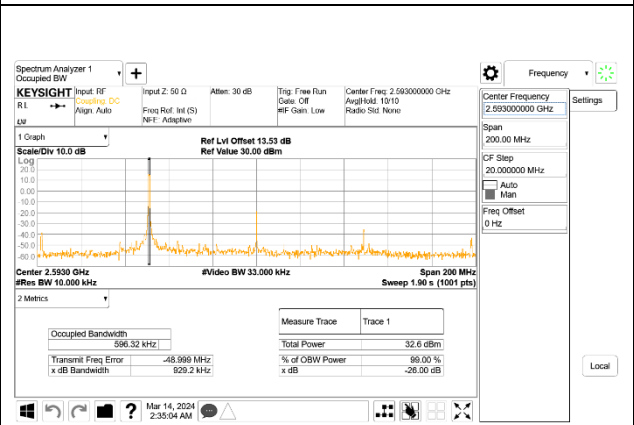 Spectrum Analyzer 1
Occupied BW
Frequency
KEYSIGHT
Input: RF
Coupling: DC
Align: Auto
Input Z: 50 Ω
Freq Ref: Int (S)
NFE: Adaptive
Atten: 30 dB
Trig: Free Run
Gate: Off
#IF Gain: Low
Center Freq: 2.593000000 GHz
Avg|Hold: 10/10
Radio Std: None
RL
Center Frequency
2.593000000 GHz
Settings
Span
200.00 MHz
CF Step
20.000000 MHz
Auto
Man
Freq Offset
0 Hz
1 Graph
Scale/Div 10.0 dB
Ref Lvl Offset 13.53 dB
Ref Value 30.00 dBm
Log
20.0
10.0
0.00
-10.0
-20.0
-30.0
-40.0
-50.0
-60.0
Center 2.5930 GHz
#Res BW 10.000 kHz
#Video BW 33.000 kHz
Span 200 MHz
Sweep 1.90 s (1001 pts)
2 Metrics
Occupied Bandwidth
596.32 kHz
Transmit Freq Error -48.999 MHz
x dB Bandwidth 929.2 kHz
Measure Trace Trace 1
Total Power 32.6 dBm
% of OBW Power 99.00 %
x dB -26.00 dB
Local
?
Mar 14, 2024
2:35:04 AM